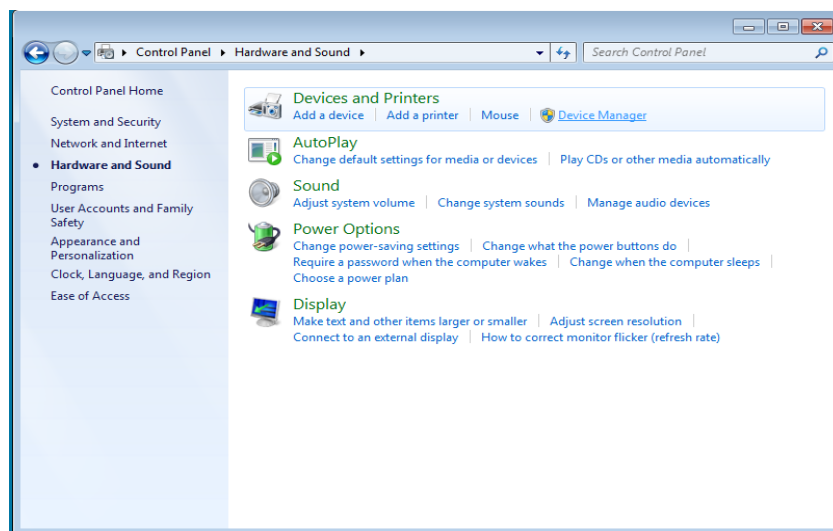 Control Panel Hardware and Sound Search Control Panel
Control Panel Home
System and Security
Network and Internet
Hardware and Sound
Programs
User Accounts and Family
Safety
Appearance and
Personalization
Clock, Language, and Region
Ease of Access
Devices and Printers
Add a device Add a printer Mouse Device Manager
AutoPlay
Change default settings for media or devices Play CDs or other media automatically
Sound
Adjust system volume Change system sounds Manage audio devices
Power Options
Change power-saving settings Change what the power buttons do
Require a password when the computer wakes Change when the computer sleeps
Choose a power plan
Display
Make text and other items larger or smaller Adjust screen resolution
Connect to an external display How to correct monitor flicker (refresh rate)